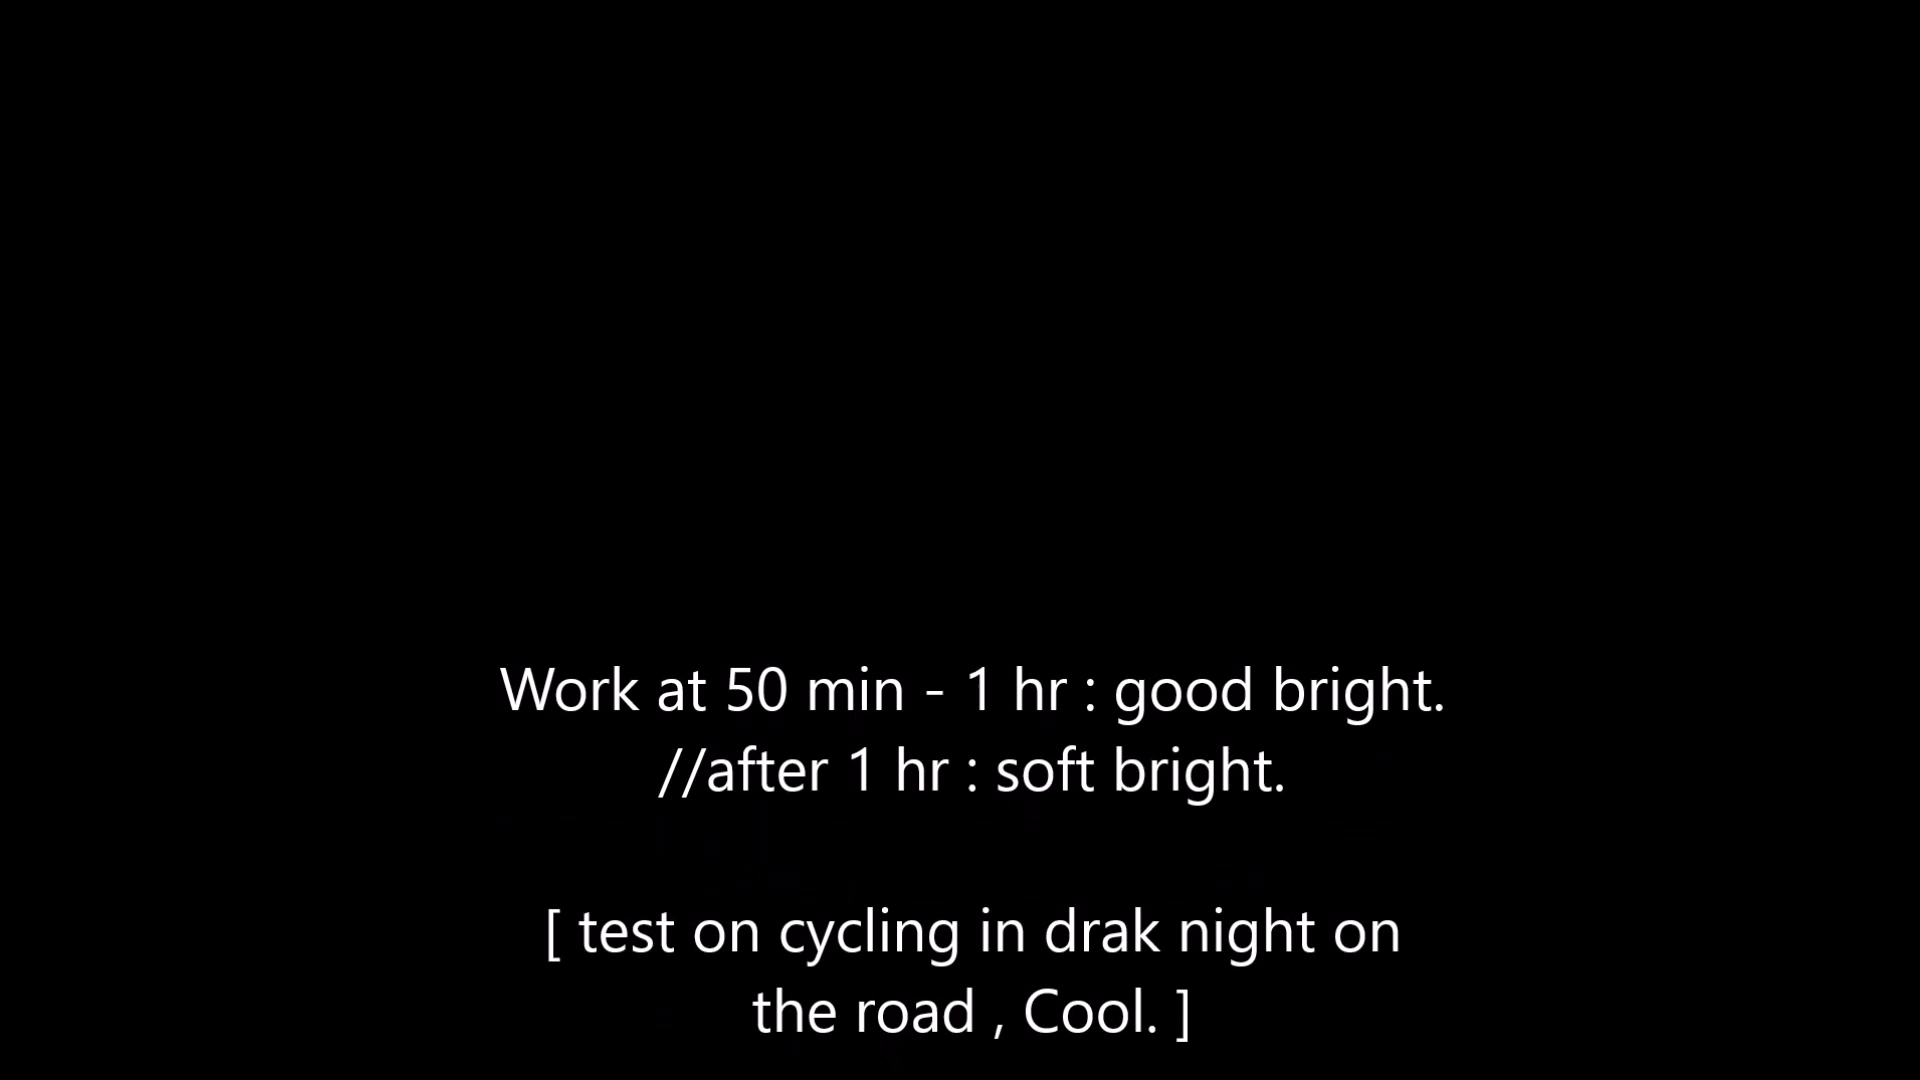 Work at 50 min - 1 hr : good bright.
//after 1 hr : soft bright.
[ test on cycling in drak night on
the road , Cool. ]